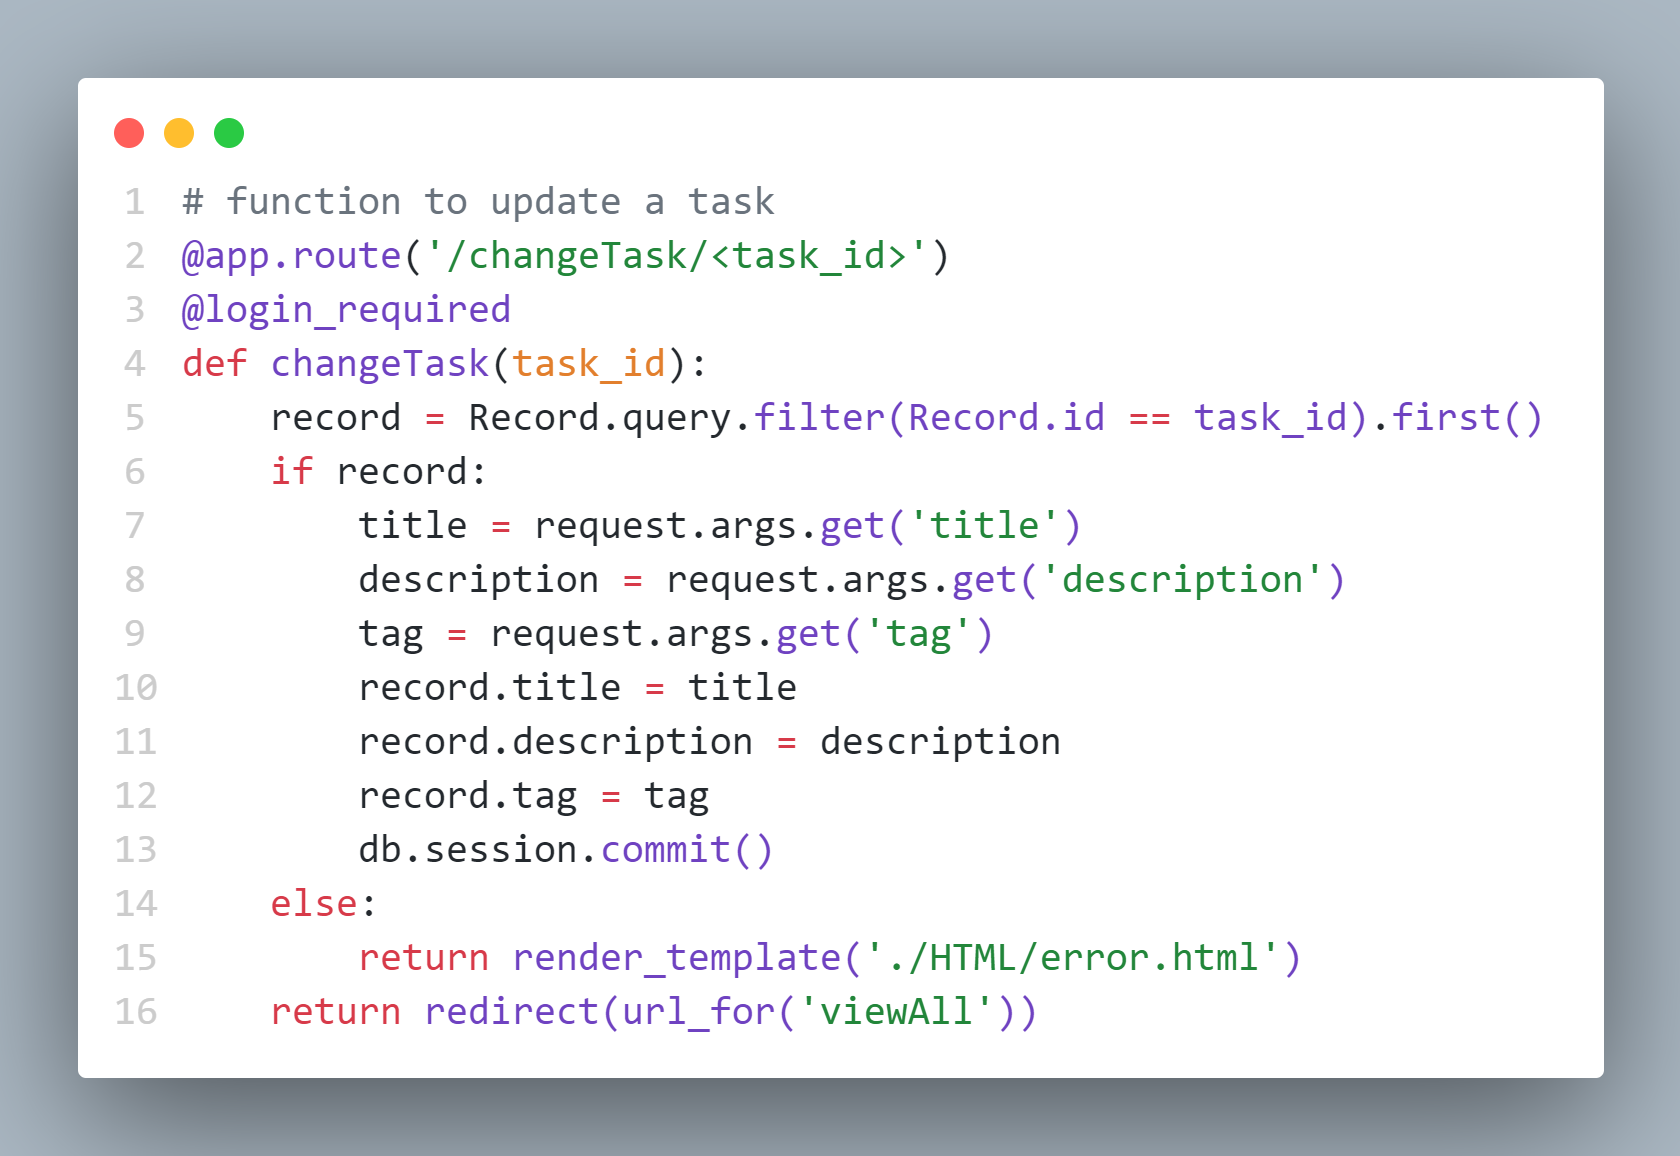 1 # function to update a task
2 @app.route('/changeTask/<task_id>')
3 @login_required
4 def changeTask(task_id):
5     record = Record.query.filter(Record.id == task_id).first()
6     if record:
7         title = request.args.get('title')
8         description = request.args.get('description')
9         tag = request.args.get('tag')
10         record.title = title
11         record.description = description
12         record.tag = tag
13         db.session.commit()
14     else:
15         return render_template('./HTML/error.html')
16     return redirect(url_for('viewAll'))